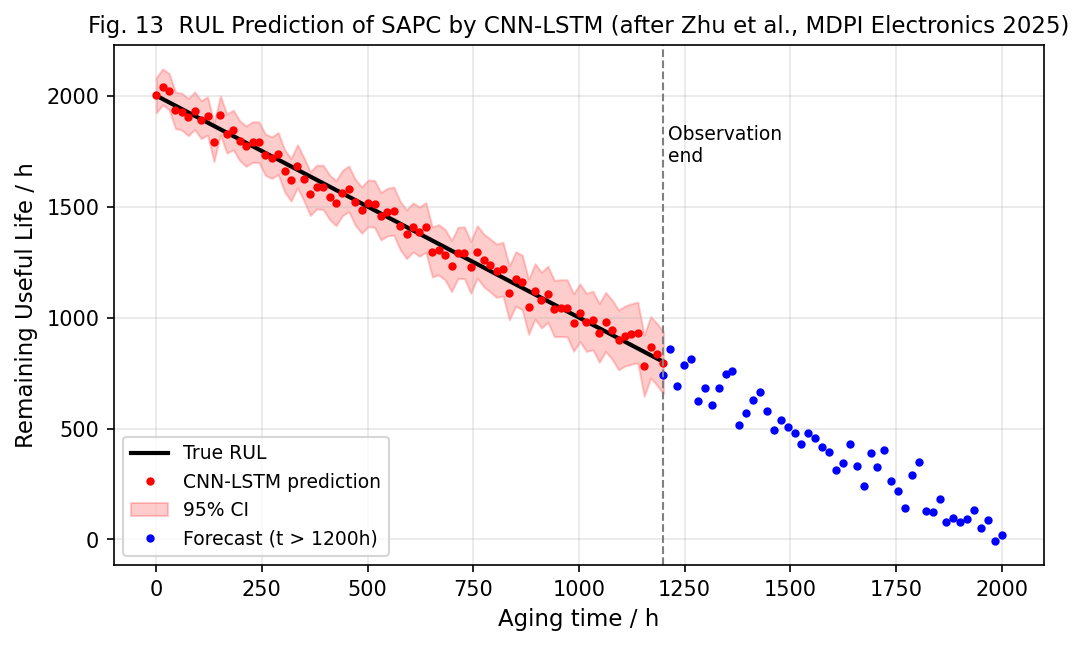 Fig. 13  RUL Prediction of SAPC by CNN-LSTM (after Zhu et al., MDPI Electronics 2025)
Remaining Useful Life / h
2000
1500
1000
500
0
Observation
end
True RUL
CNN-LSTM prediction
95% CI
Forecast (t > 1200h)
0 250 500 750 1000 1250 1500 1750 2000
Aging time / h